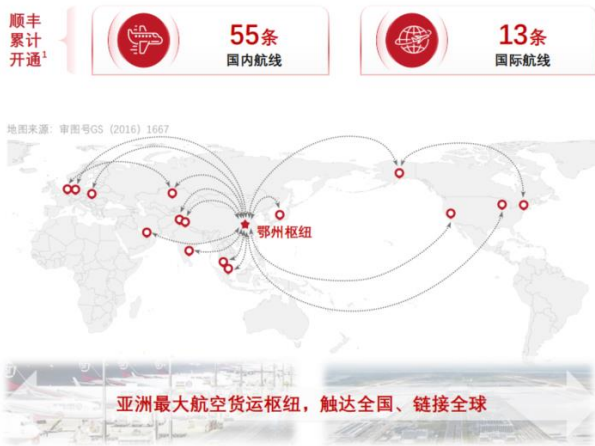 顺丰
累计
开通1
55条
国内航线
13条
国际航线
地图来源：审图号GS（2016）1667
鄂州枢纽
亚洲最大航空货运枢纽，触达全国、链接全球